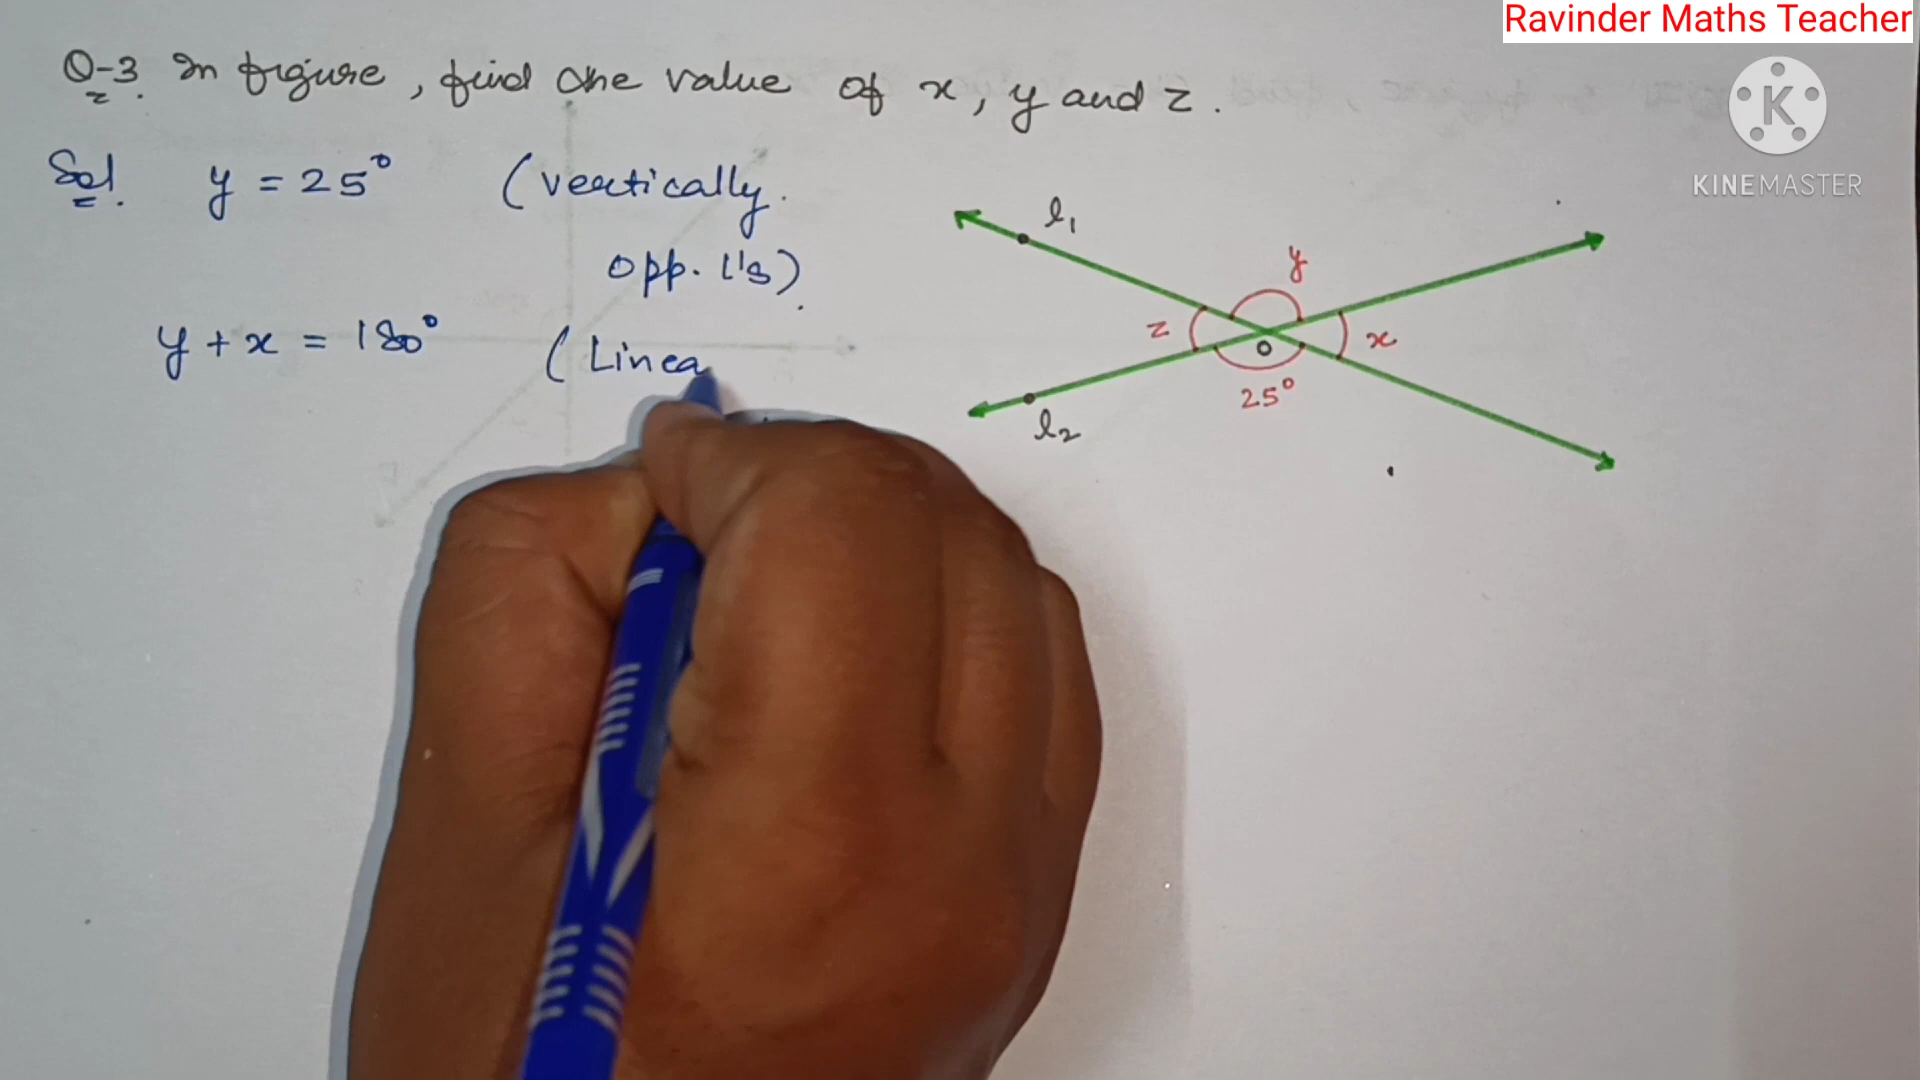 Ravinder Maths Teacher
Q-3. In figure, find the value of x, y and z.
K
KINEMASTER
Sol. y = 25° (vertically
opp. L's)
y + x = 180° (Linea
l₁
y
z
x
o
25°
l₂